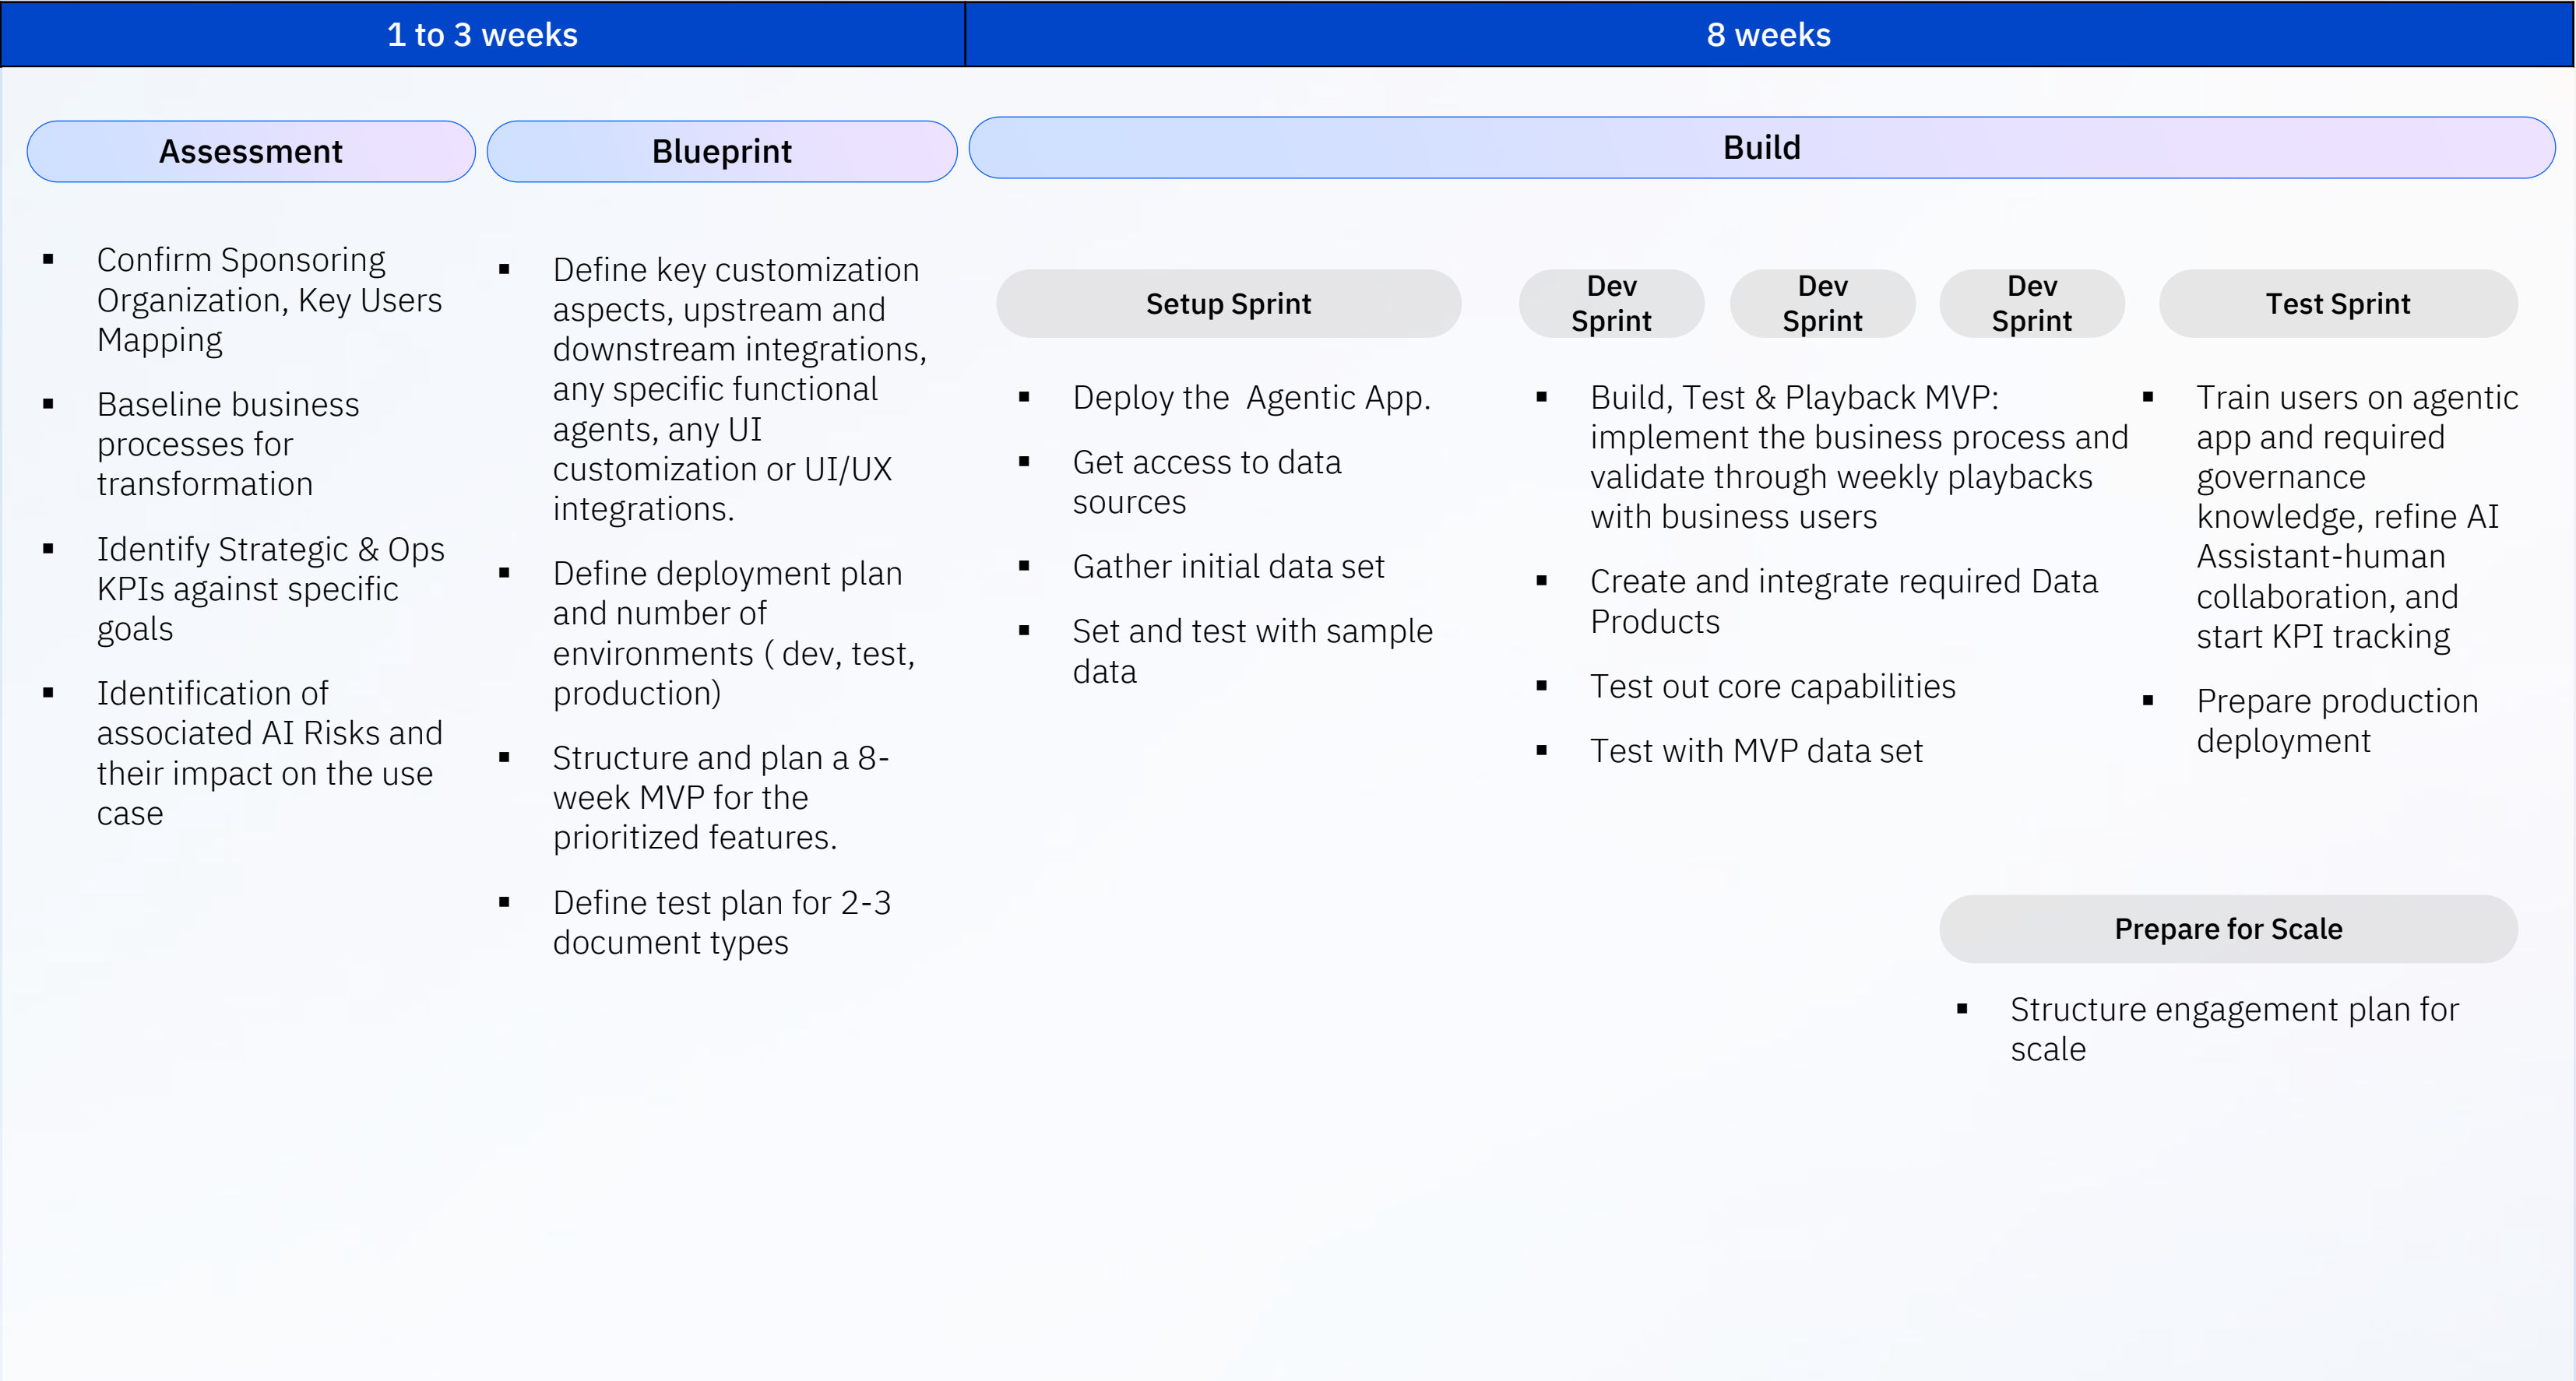 1 to 3 weeks
8 weeks
Assessment
Blueprint
Build
▪ Confirm Sponsoring
Organization, Key Users
Mapping
▪ Baseline business
processes for
transformation
▪ Identify Strategic & Ops
KPIs against specific
goals
▪ Identification of
associated AI Risks and
their impact on the use
case
▪ Define key customization
aspects, upstream and
downstream integrations,
any specific functional
agents, any UI
customization or UI/UX
integrations.
▪ Define deployment plan
and number of
environments ( dev, test,
production)
▪ Structure and plan a 8-
week MVP for the
prioritized features.
▪ Define test plan for 2-3
document types
Setup Sprint
▪ Deploy the  Agentic App.
▪ Get access to data
sources
▪ Gather initial data set
▪ Set and test with sample
data
Dev
Sprint
Dev
Sprint
Dev
Sprint
▪ Build, Test & Playback MVP:
implement the business process and
validate through weekly playbacks
with business users
▪ Create and integrate required Data
Products
▪ Test out core capabilities
▪ Test with MVP data set
Test Sprint
▪ Train users on agentic
app and required
governance
knowledge, refine AI
Assistant-human
collaboration, and
start KPI tracking
▪ Prepare production
deployment
Prepare for Scale
▪ Structure engagement plan for
scale